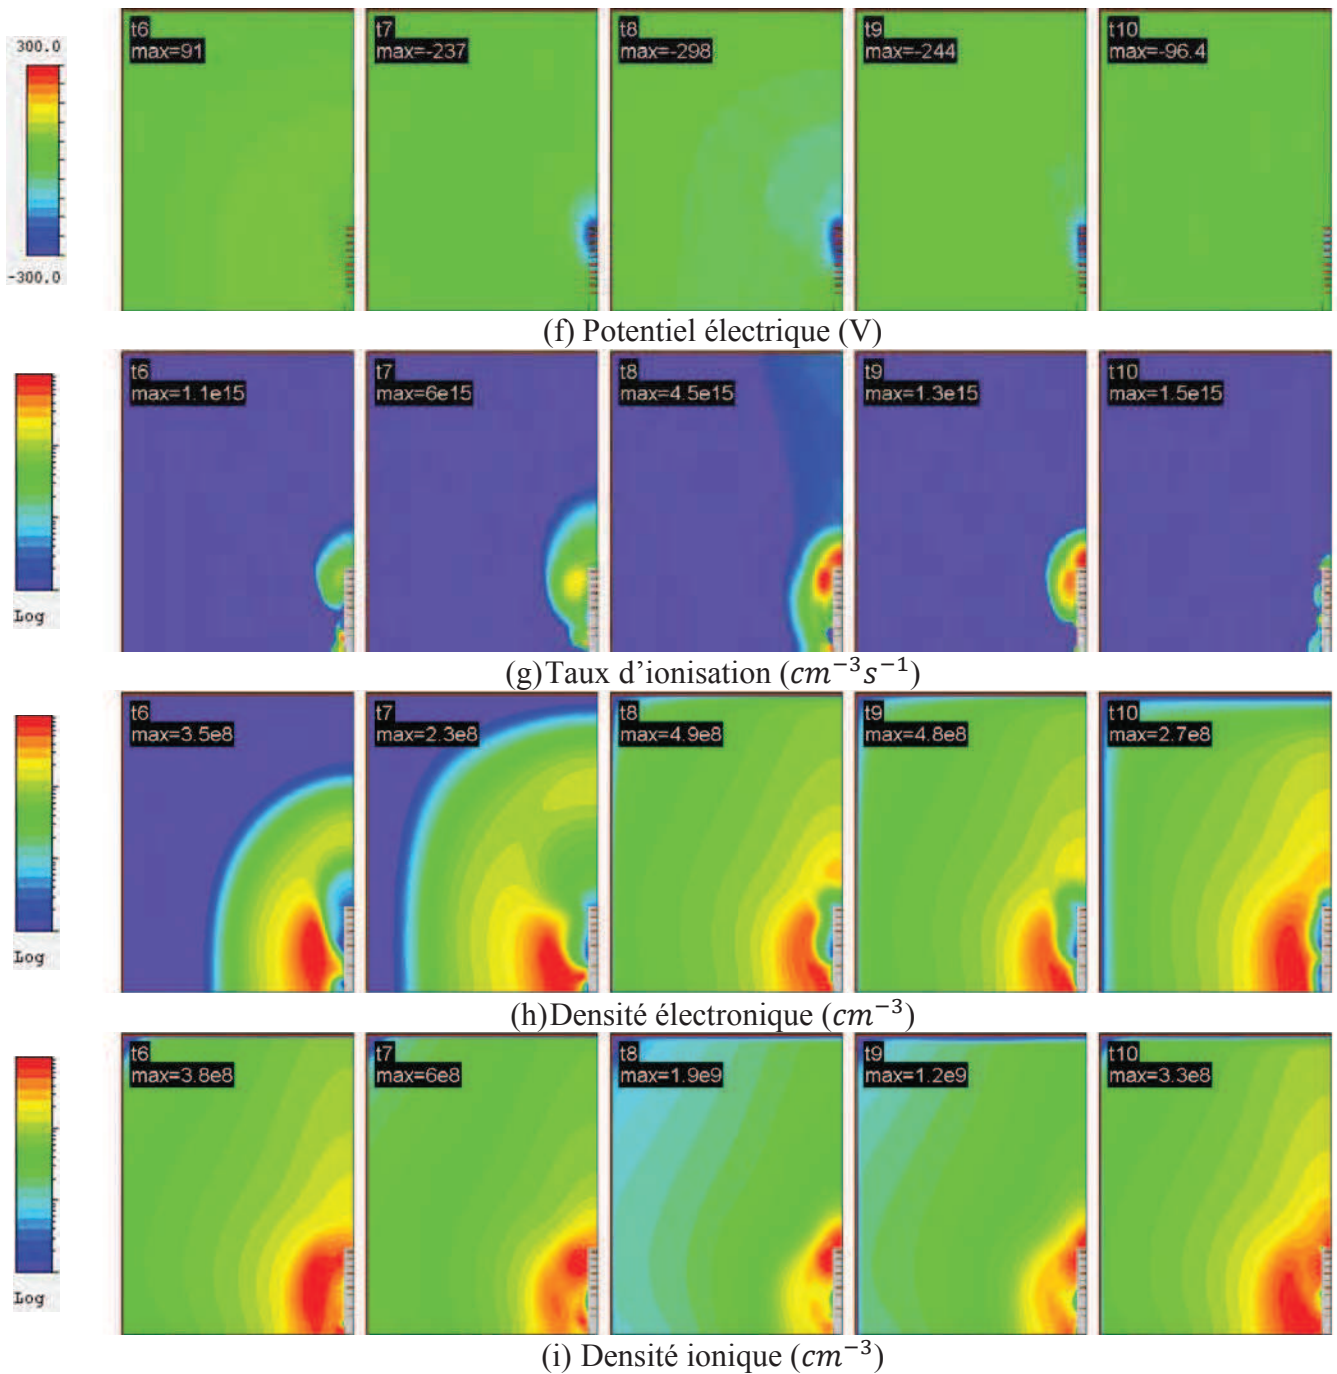 300.0
-300.0
t6
max=91
t7
max=-237
t8
max=-298
t9
max=-244
t10
max=-96.4
(f) Potentiel électrique (V)
Log
t6
max=1.1e15
t7
max=6e15
t8
max=4.5e15
t9
max=1.3e15
t10
max=1.5e15
(g)Taux d’ionisation (cm⁻³s⁻¹)
Log
t6
max=3.5e8
t7
max=2.3e8
t8
max=4.9e8
t9
max=4.8e8
t10
max=2.7e8
(h)Densité électronique (cm⁻³)
Log
t6
max=3.8e8
t7
max=6e8
t8
max=1.9e9
t9
max=1.2e9
t10
max=3.3e8
(i) Densité ionique (cm⁻³)